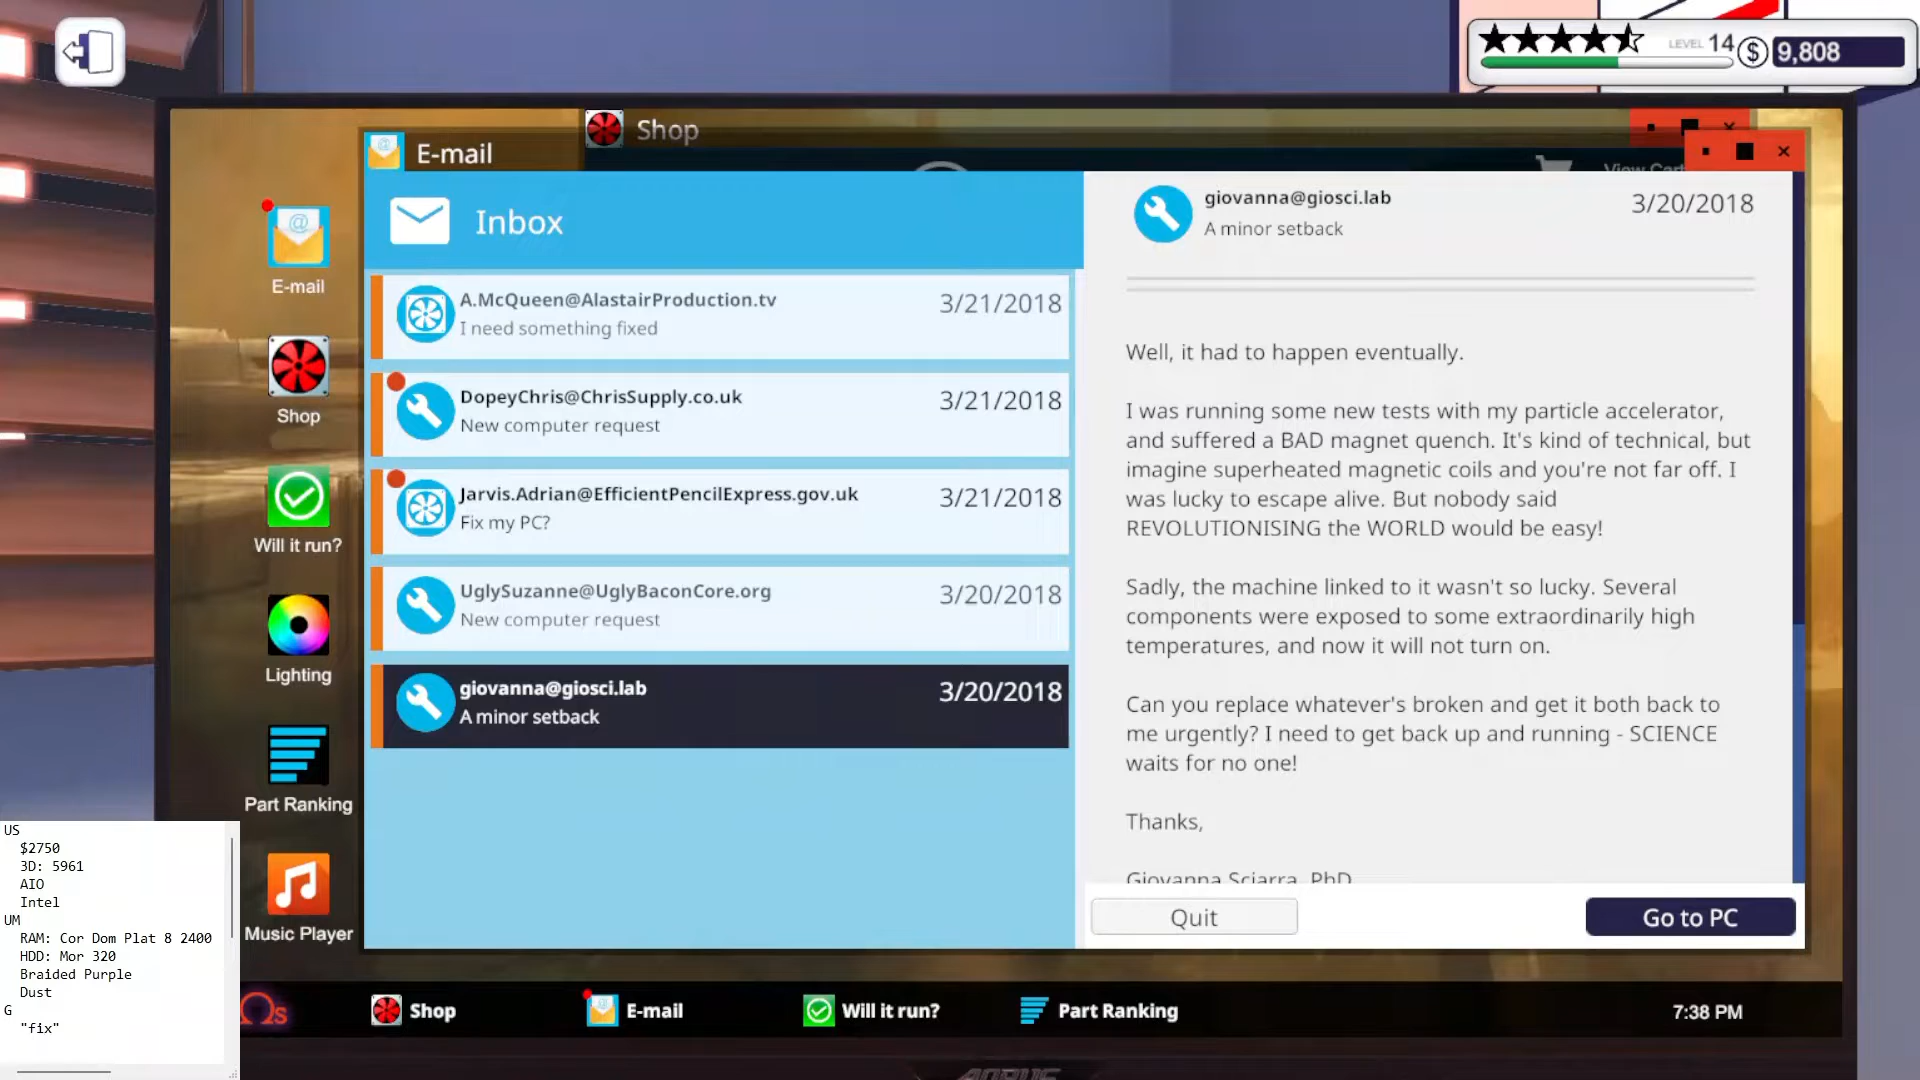 LEVEL 14
$ 9,808
Shop
E-mail
View Cart
Inbox
A.McQueen@AlastairProduction.tv
3/21/2018
I need something fixed
DopeyChris@ChrisSupply.co.uk
3/21/2018
New computer request
Jarvis.Adrian@EfficientPencilExpress.gov.uk
3/21/2018
Fix my PC?
UglySuzanne@UglyBaconCore.org
3/20/2018
New computer request
giovanna@giosci.lab
3/20/2018
A minor setback
giovanna@giosci.lab
3/20/2018
A minor setback
Well, it had to happen eventually.
I was running some new tests with my particle accelerator,
and suffered a BAD magnet quench. It's kind of technical, but
imagine superheated magnetic coils and you're not far off. I
was lucky to escape alive. But nobody said
REVOLUTIONISING the WORLD would be easy!
Sadly, the machine linked to it wasn't so lucky. Several
components were exposed to some extraordinarily high
temperatures, and now it will not turn on.
Can you replace whatever's broken and get it both back to
me urgently? I need to get back up and running - SCIENCE
waits for no one!
Thanks,
Giovanna Sciarra, PhD
Quit
Go to PC
E-mail
Shop
Will it run?
Lighting
Part Ranking
Music Player
US
$2750
3D: 5961
AIO
Intel
UM
RAM: Cor Dom Plat 8 2400
HDD: Mor 320
Braided Purple
Dust
G
"fix"
Ωs
Shop
E-mail
Will it run?
Part Ranking
7:38 PM
AORUS